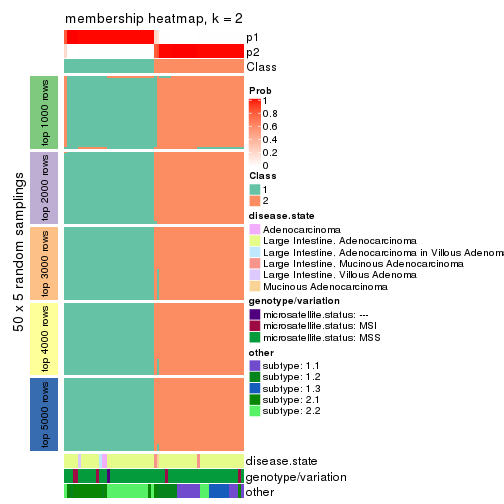 membership heatmap, k = 2
p1
p2
Class
50 x 5 random samplings
top 1000 rows
top 2000 rows
top 3000 rows
top 4000 rows
top 5000 rows
Prob
1
0.8
0.6
0.4
0.2
0
Class
1
2
disease.state
Adenocarcinoma
Large Intestine. Adenocarcinoma
Large Intestine. Adenocarcinoma in Villous Adenom
Large Intestine. Mucinous Adenocarcinoma
Large Intestine. Villous Adenoma
Mucinous Adenocarcinoma
genotype/variation
microsatellite.status: ---
microsatellite.status: MSI
microsatellite.status: MSS
other
subtype: 1.1
subtype: 1.2
subtype: 1.3
subtype: 2.1
subtype: 2.2
disease.state
genotype/variation
other